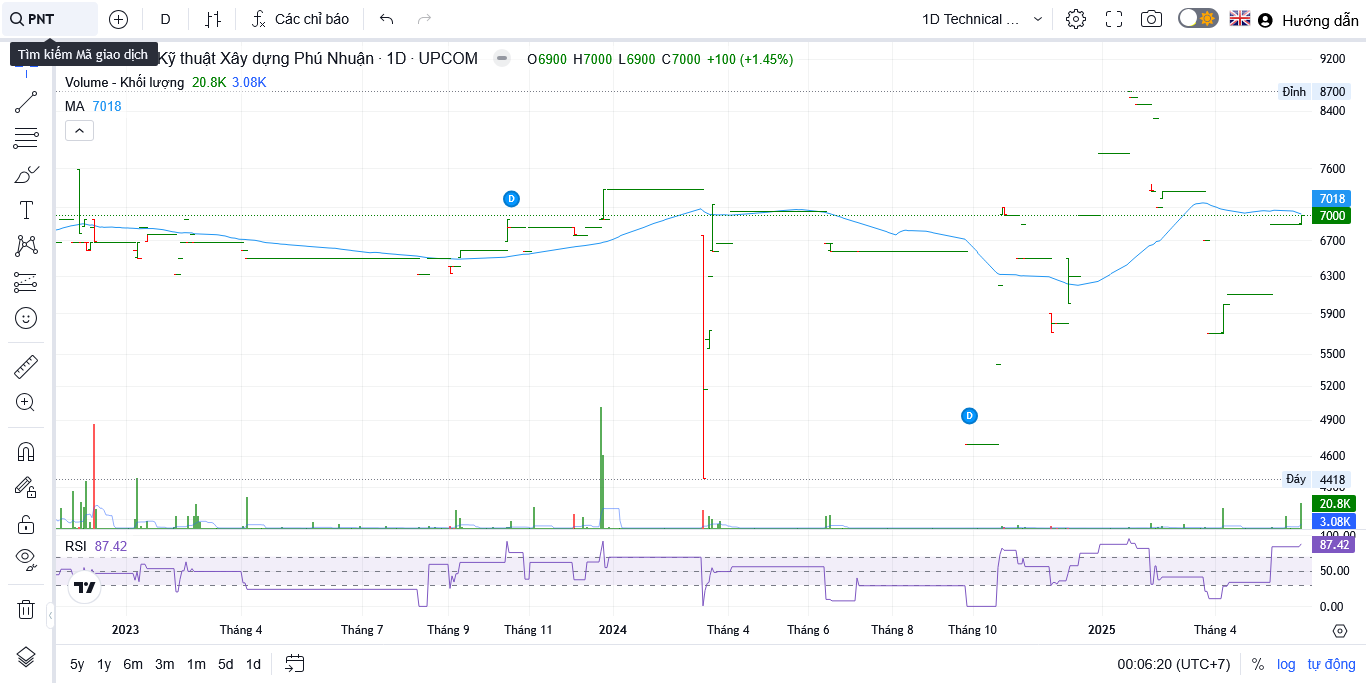 PNT
D
Các chỉ báo
1D Technical ...
Hướng dẫn
Tìm kiếm Mã giao dịch
Kỹ thuật Xây dựng Phú Nhuận · 1D · UPCOM
O6900 H7000 L6900 C7000 +100 (+1.45%)
Volume - Khối lượng 20.8K 3.08K
MA 7018
9200
Đỉnh 8700
8400
7600
7018
7000
6700
6300
5900
5500
5200
4900
4600
Đáy 4418
20.8K
3.08K
100.00
RSI 87.42
87.42
50.00
0.00
D
D
2023 Tháng 4 Tháng 7 Tháng 9 Tháng 11 2024 Tháng 4 Tháng 6 Tháng 8 Tháng 10 2025 Tháng 4
5y 1y 6m 3m 1m 5d 1d
00:06:20 (UTC+7) % log tự động